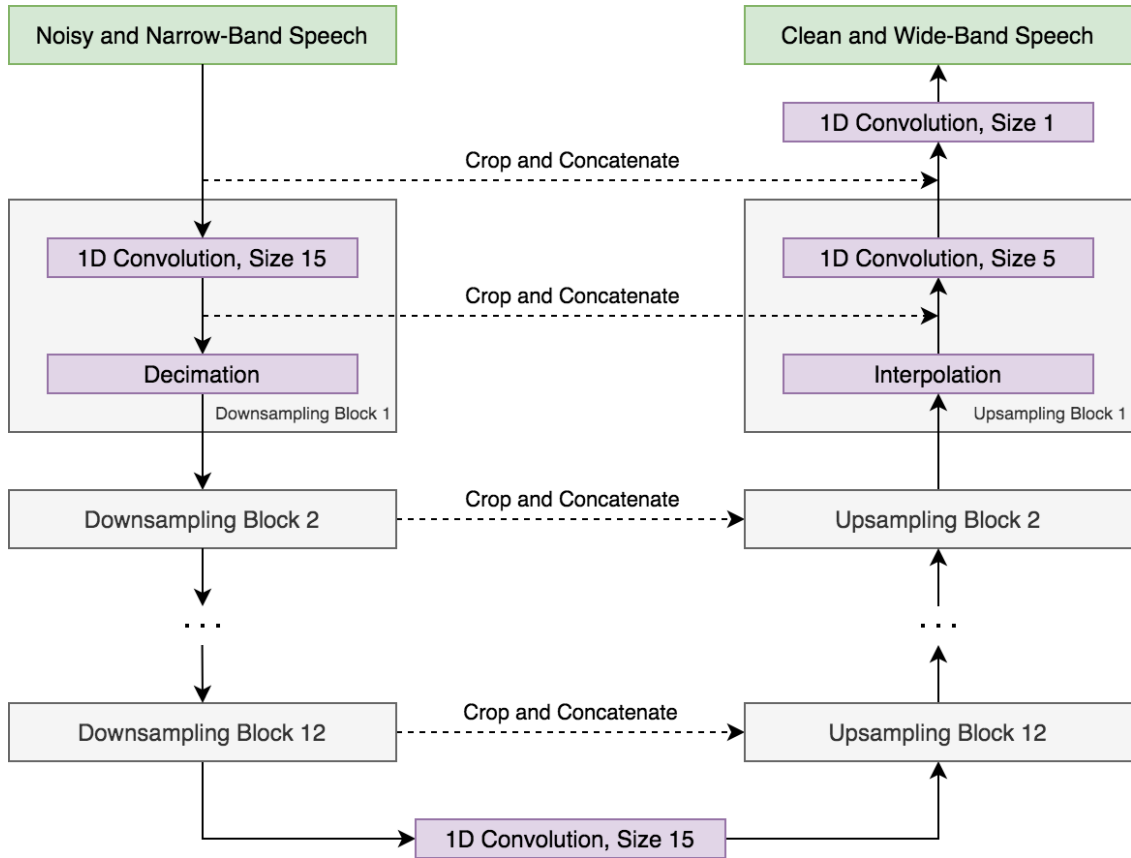 Noisy and Narrow-Band Speech
Clean and Wide-Band Speech
1D Convolution, Size 1
Crop and Concatenate
1D Convolution, Size 15
1D Convolution, Size 5
Crop and Concatenate
Decimation
Interpolation
Downsampling Block 1
Upsampling Block 1
Downsampling Block 2
Crop and Concatenate
Upsampling Block 2
. . .
. . .
Downsampling Block 12
Crop and Concatenate
Upsampling Block 12
1D Convolution, Size 15